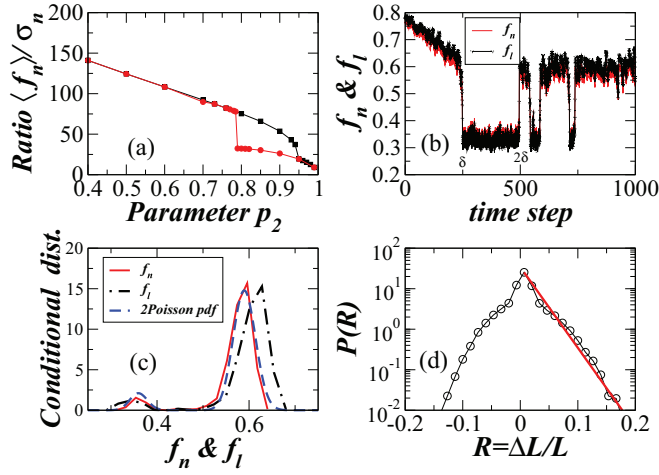 Ratio ⟨f_n⟩/σ_n
200
150
100
50
0
(a)
0.4 0.5 0.6 0.7 0.8 0.9 1
Parameter p_2
f_n & f_l
0.8
0.7
0.6
0.5
0.4
0.3
0.2
f_n
f_l
(b)
δ
2δ
0 500 1000
time step
Conditional dist.
20
15
10
5
0
f_n
f_l
2Poisson pdf
(c)
0.4 0.6
f_n & f_l
P(R)
10^2
10^1
10^0
10^-1
10^-2
(d)
-0.2 -0.1 0 0.1 0.2
R=ΔL/L